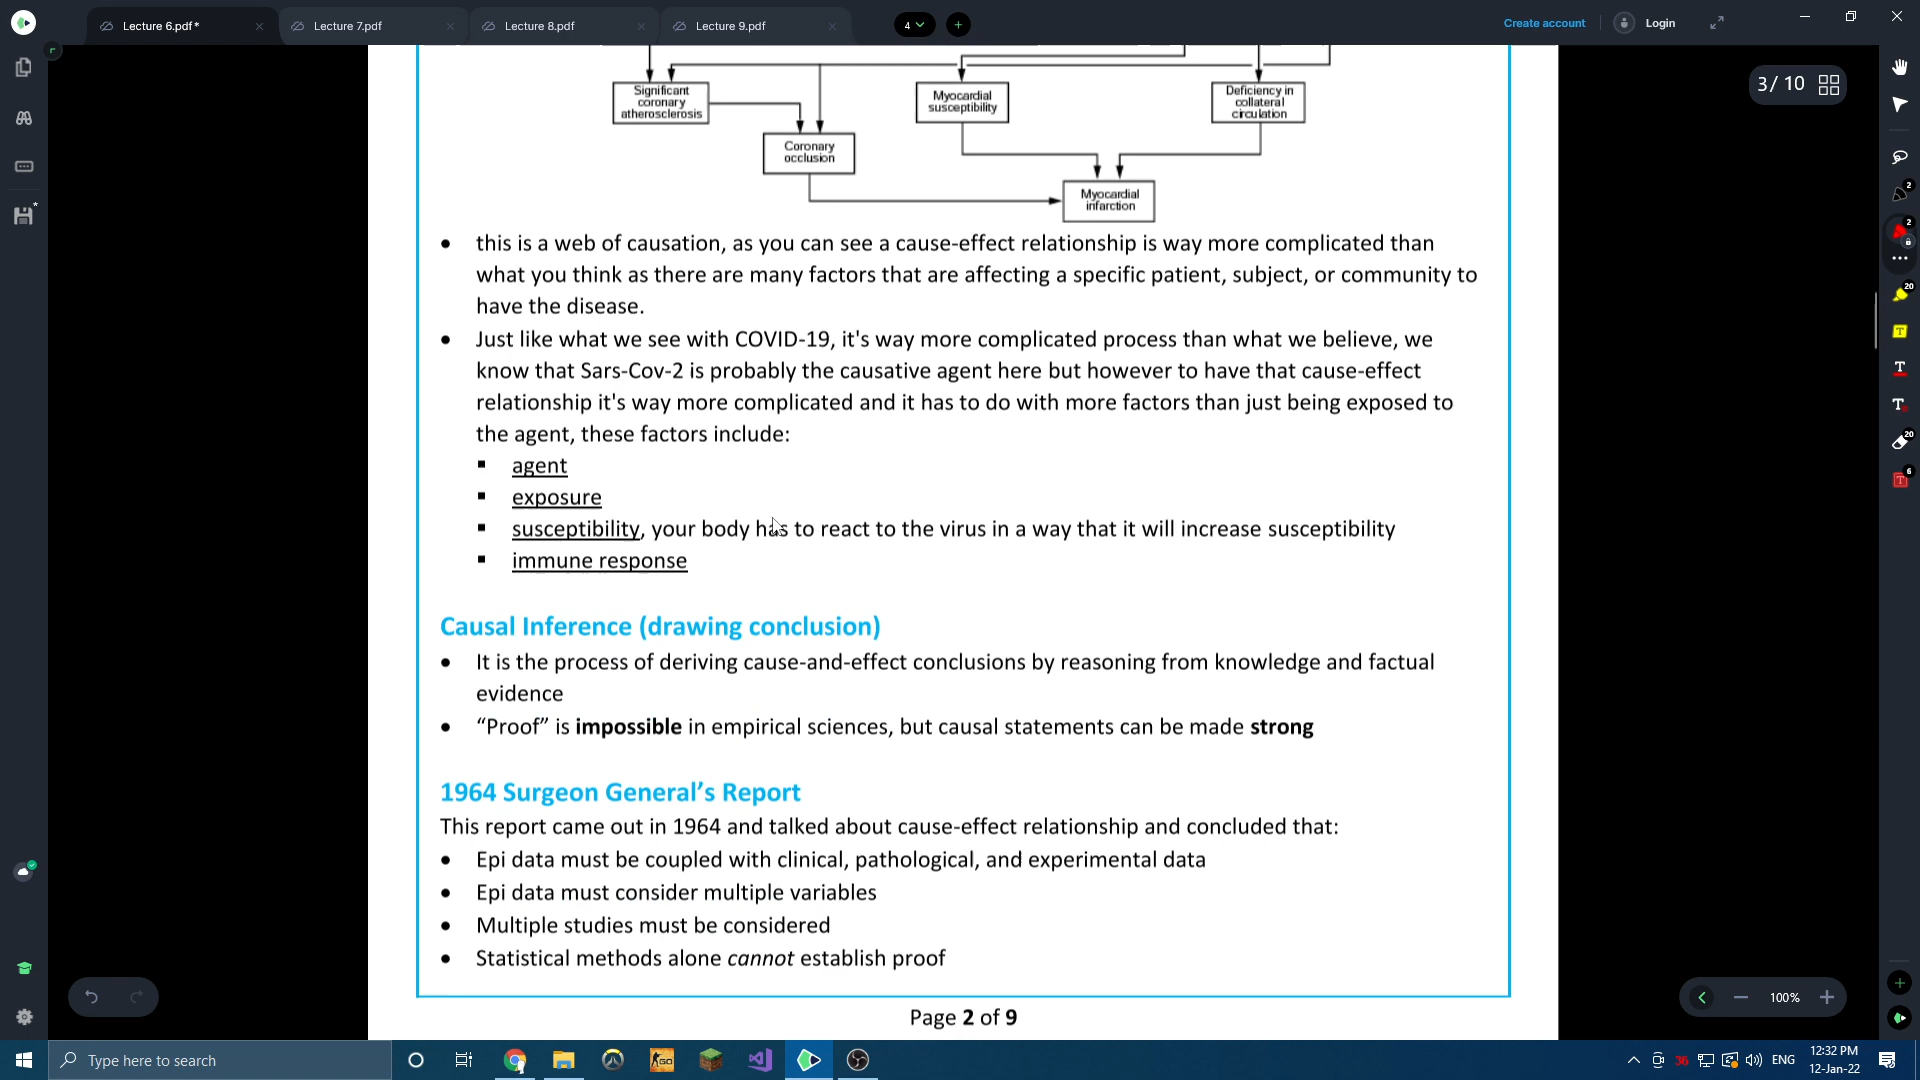 Lecture 6.pdf*
Lecture 7.pdf
Lecture 8.pdf
Lecture 9.pdf
4
Create account
Login
3 / 10
Significant
coronary
atherosclerosis
Myocardial
susceptibility
Deficiency in
collateral
circulation
Coronary
occlusion
Myocardial
infarction
• this is a web of causation, as you can see a cause-effect relationship is way more complicated than
what you think as there are many factors that are affecting a specific patient, subject, or community to
have the disease.
• Just like what we see with COVID-19, it's way more complicated process than what we believe, we
know that Sars-Cov-2 is probably the causative agent here but however to have that cause-effect
relationship it's way more complicated and it has to do with more factors than just being exposed to
the agent, these factors include:
▪ agent
▪ exposure
▪ susceptibility, your body has to react to the virus in a way that it will increase susceptibility
▪ immune response
Causal Inference (drawing conclusion)
• It is the process of deriving cause-and-effect conclusions by reasoning from knowledge and factual
evidence
• “Proof” is impossible in empirical sciences, but causal statements can be made strong
1964 Surgeon General’s Report
This report came out in 1964 and talked about cause-effect relationship and concluded that:
• Epi data must be coupled with clinical, pathological, and experimental data
• Epi data must consider multiple variables
• Multiple studies must be considered
• Statistical methods alone cannot establish proof
Page 2 of 9
2
2
20
T
T
T
20
T
6
100%
Type here to search
GO
36
ENG
12:32 PM
12-Jan-22